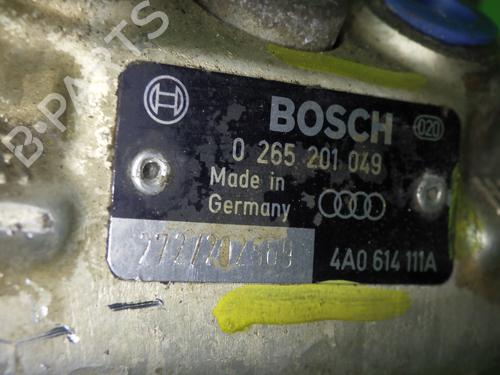 B-PARTS
BOSCH
020
0 265 201 049
Made in
Germany
4A0 614 111A